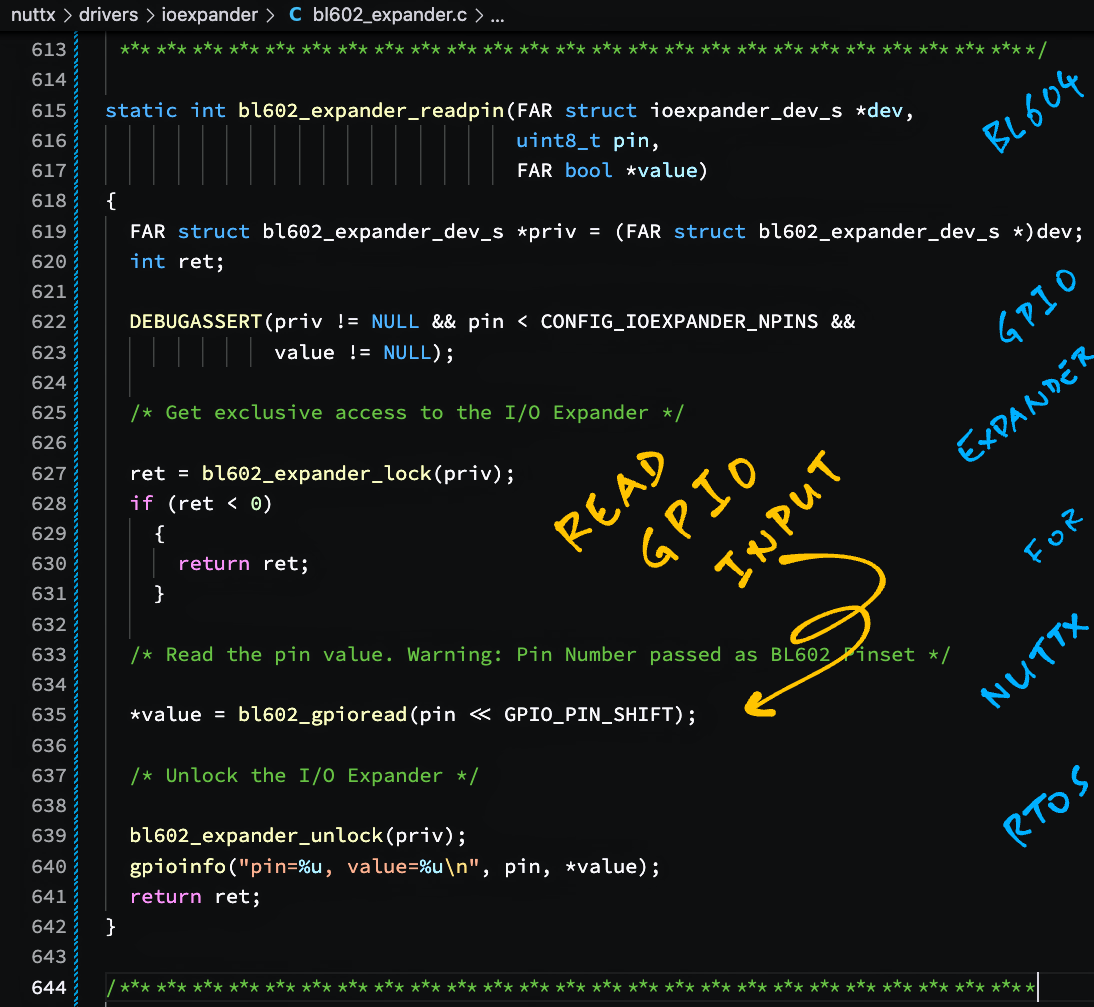 nuttx > drivers > ioexpander > C bl602_expander.c > ...
613 ****************************************************************************/
614
615 static int bl602_expander_readpin(FAR struct ioexpander_dev_s *dev,
616 uint8_t pin,
617 FAR bool *value)
618 {
619 FAR struct bl602_expander_dev_s *priv = (FAR struct bl602_expander_dev_s *)dev;
620 int ret;
621
622 DEBUGASSERT(priv != NULL && pin < CONFIG_IOEXPANDER_NPINS &&
623 value != NULL);
624
625 /* Get exclusive access to the I/O Expander */
626
627 ret = bl602_expander_lock(priv);
628 if (ret < 0)
629 {
630 return ret;
631 }
632
633 /* Read the pin value. Warning: Pin Number passed as BL602 Pinset */
634
635 *value = bl602_gpioread(pin << GPIO_PIN_SHIFT);
636
637 /* Unlock the I/O Expander */
638
639 bl602_expander_unlock(priv);
640 gpioinfo("pin=%u, value=%u\n", pin, *value);
641 return ret;
642 }
643
644 /****************************************************************************
READ
GPIO
INPUT
BL604
GPIO
EXPANDER
FOR
NUTTX
RTOS